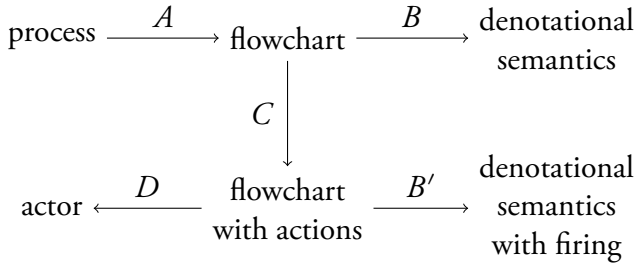 process
A
flowchart
B
denotational
semantics
C
actor
D
flowchart
with actions
B′
denotational
semantics
with firing